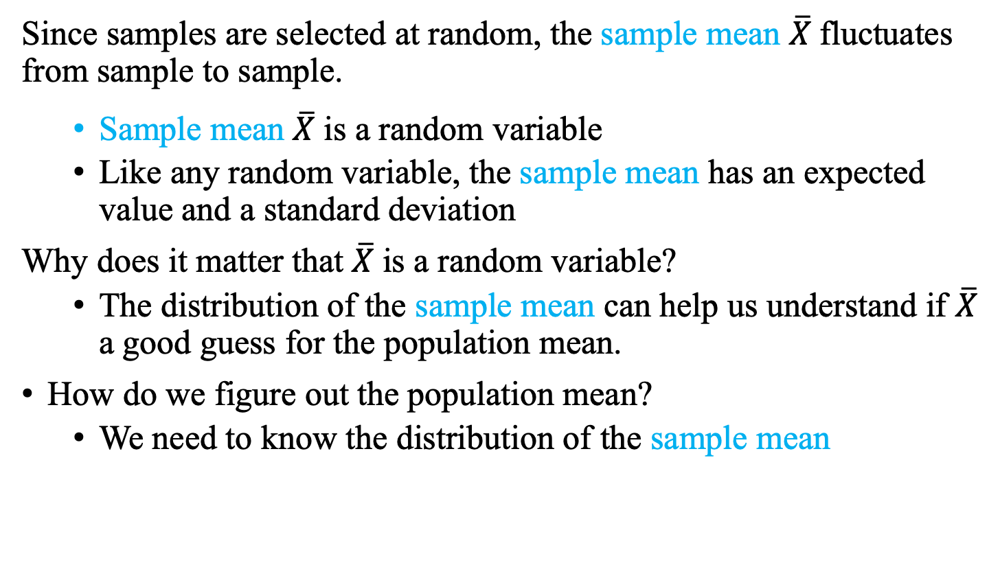 Since samples are selected at random, the sample mean X̄ fluctuates
from sample to sample.
• Sample mean X̄ is a random variable
• Like any random variable, the sample mean has an expected
value and a standard deviation
Why does it matter that X̄ is a random variable?
• The distribution of the sample mean can help us understand if X̄
a good guess for the population mean.
• How do we figure out the population mean?
• We need to know the distribution of the sample mean